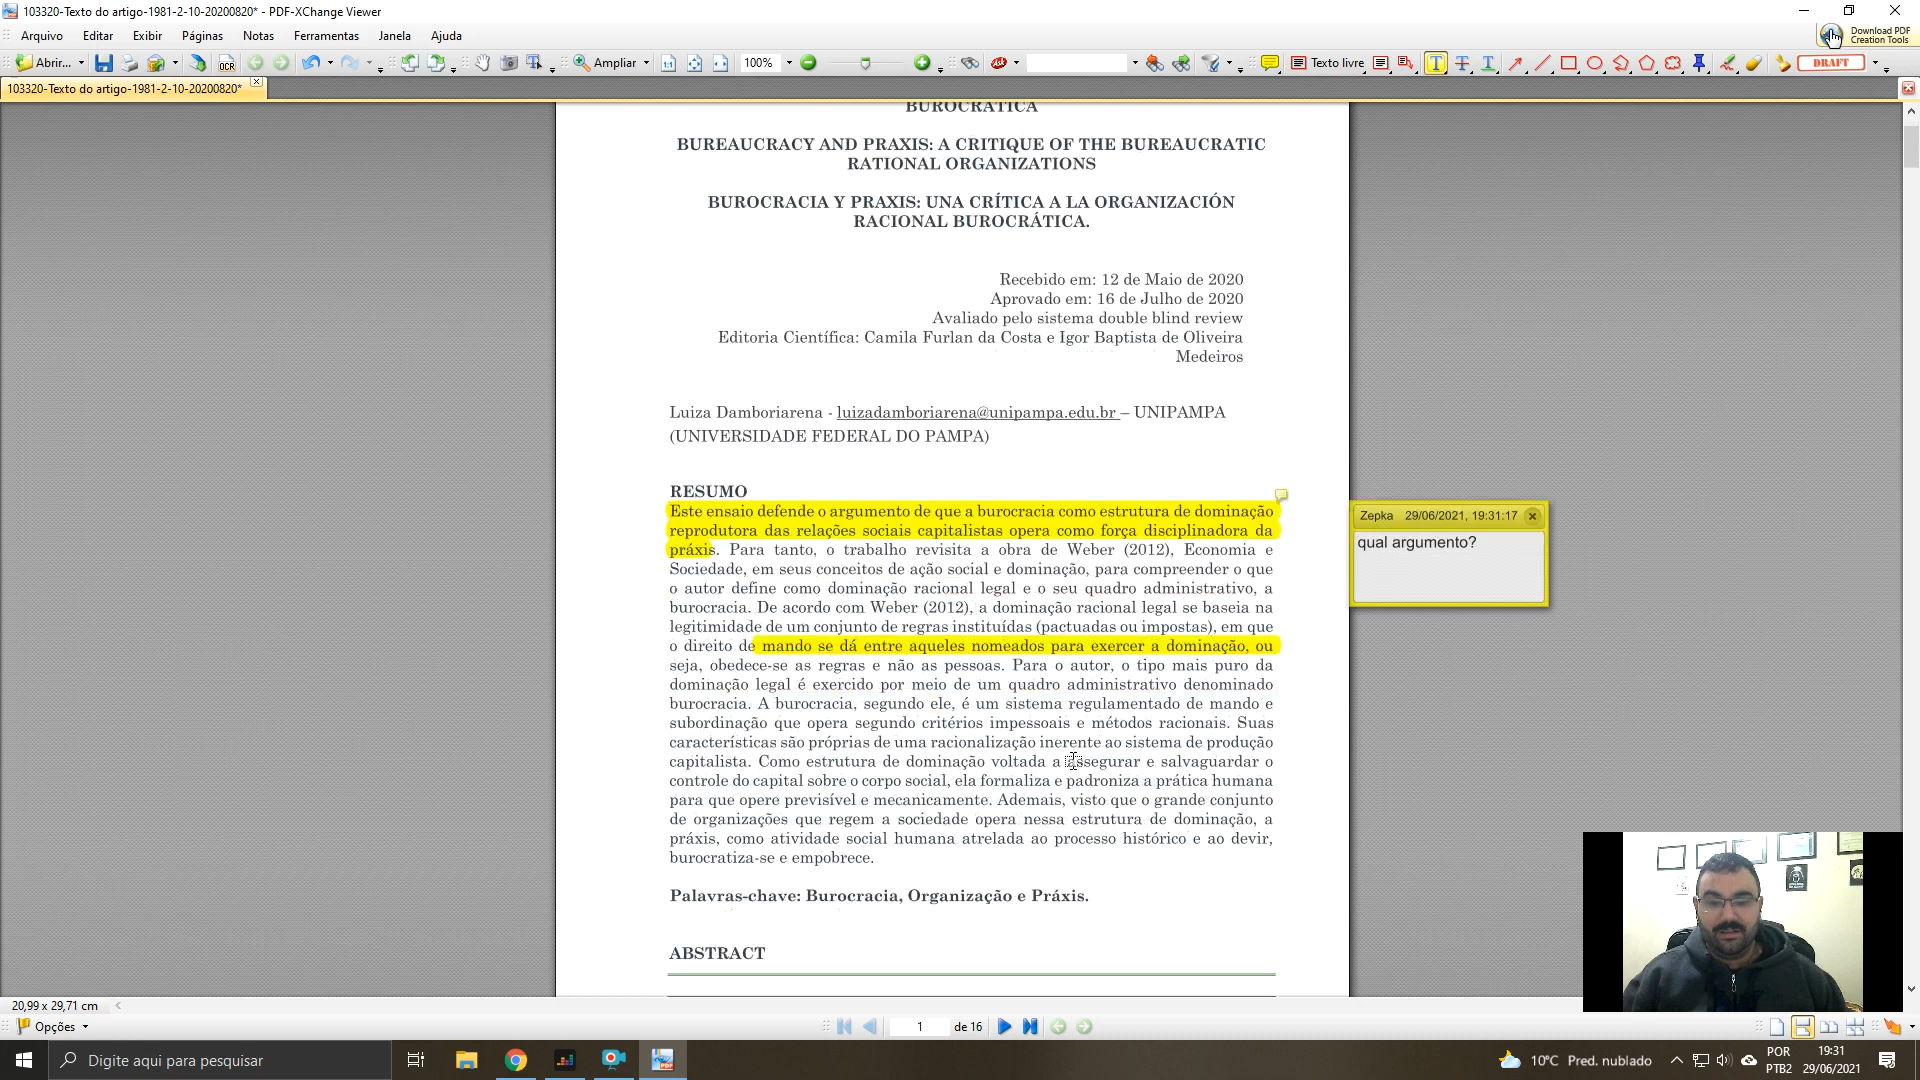 103320-Texto do artigo-1981-2-10-20200820* - PDF-XChange Viewer
Arquivo Editar Exibir Páginas Notas Ferramentas Janela Ajuda
Download PDF
Creation Tools
Abrir... OCR Ampliar 100% Texto livre DRAFT
103320-Texto do artigo-1981-2-10-20200820*
BUROCRÁTICA
BUREAUCRACY AND PRAXIS: A CRITIQUE OF THE BUREAUCRATIC
RATIONAL ORGANIZATIONS
BUROCRACIA Y PRAXIS: UNA CRÍTICA A LA ORGANIZACIÓN
RACIONAL BUROCRÁTICA.
Recebido em: 12 de Maio de 2020
Aprovado em: 16 de Julho de 2020
Avaliado pelo sistema double blind review
Editoria Científica: Camila Furlan da Costa e Igor Baptista de Oliveira
Medeiros
Luiza Damboriarena - luizadamboriarena@unipampa.edu.br – UNIPAMPA
(UNIVERSIDADE FEDERAL DO PAMPA)
RESUMO
Este ensaio defende o argumento de que a burocracia como estrutura de dominação
reprodutora das relações sociais capitalistas opera como força disciplinadora da
práxis. Para tanto, o trabalho revisita a obra de Weber (2012), Economia e
Sociedade, em seus conceitos de ação social e dominação, para compreender o que
o autor define como dominação racional legal e o seu quadro administrativo, a
burocracia. De acordo com Weber (2012), a dominação racional legal se baseia na
legitimidade de um conjunto de regras instituídas (pactuadas ou impostas), em que
o direito de mando se dá entre aqueles nomeados para exercer a dominação, ou
seja, obedece-se as regras e não as pessoas. Para o autor, o tipo mais puro da
dominação legal é exercido por meio de um quadro administrativo denominado
burocracia. A burocracia, segundo ele, é um sistema regulamentado de mando e
subordinação que opera segundo critérios impessoais e métodos racionais. Suas
características são próprias de uma racionalização inerente ao sistema de produção
capitalista. Como estrutura de dominação voltada a assegurar e salvaguardar o
controle do capital sobre o corpo social, ela formaliza e padroniza a prática humana
para que opere previsível e mecanicamente. Ademais, visto que o grande conjunto
de organizações que regem a sociedade opera nessa estrutura de dominação, a
práxis, como atividade social humana atrelada ao processo histórico e ao devir,
burocratiza-se e empobrece.
Palavras-chave: Burocracia, Organização e Práxis.
ABSTRACT
Zepka 29/06/2021, 19:31:17
qual argumento?
20,99 x 29,71 cm
Opções 1 de 16
Digite aqui para pesquisar
10°C Pred. nublado
POR
PTB2
19:31
29/06/2021